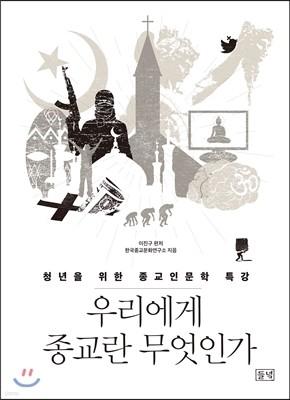 이진구 편저
한국종교문화연구소 지음
청년을 위한 종교인문학 특강
우리에게
종교란 무엇인가
들녘
yes24